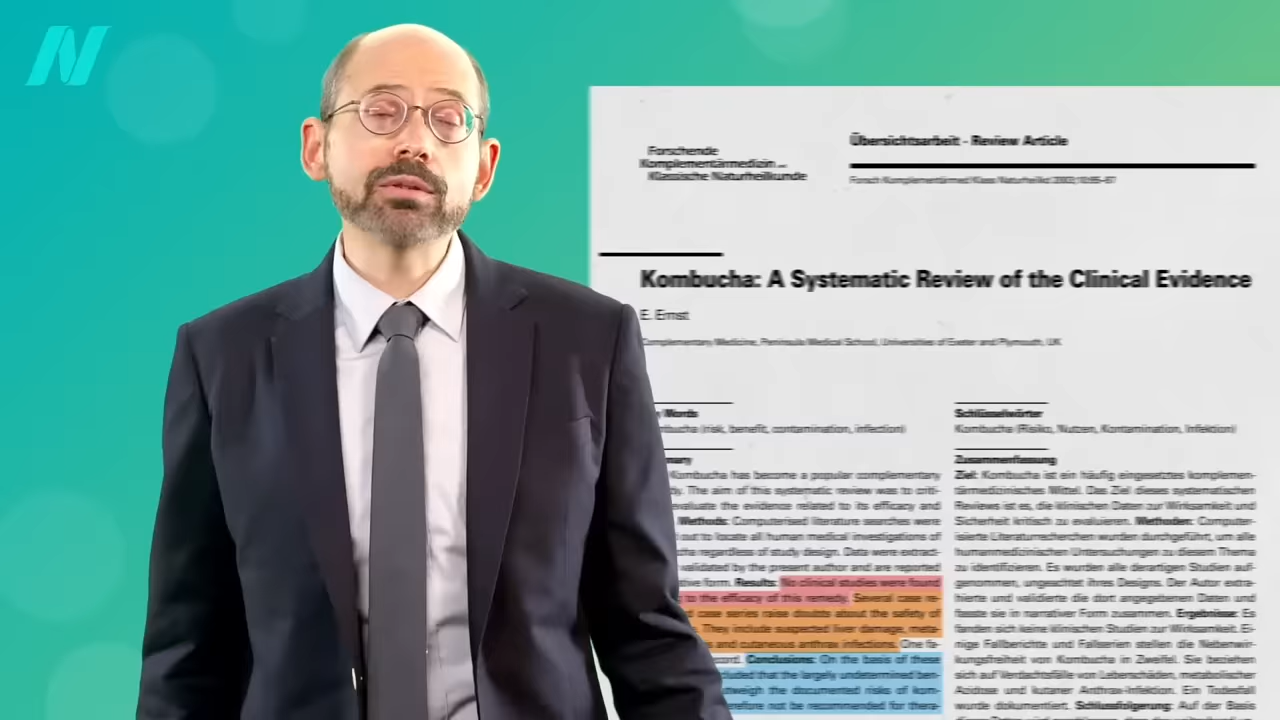 N
Forschende
Komplementärmedizin
Klassische Naturheilkunde
Übersichtsarbeit · Review Article
Kombucha: A Systematic Review of the Clinical Evidence
E. Ernst
Complementary Medicine, Peninsula Medical School, Universities of Exeter and Plymouth, UK
Words
(risk, benefit, contamination, infection)
Kombucha has become a popular complementary
The aim of this systematic review was to crit-
evaluate the evidence related to its efficacy and
Methods: Computerised literature searches were
out to locate all human medical investigations of
regardless of study design. Data were extract-
validated by the present author and are reported
form. Results: No clinical studies were found
to the efficacy of this remedy. Several case re-
case series raise doubts about the safety of
They include suspected liver damage, meta-
and cutaneous anthrax infections. One fa-
Conclusions: On the basis of these
that the largely undetermined ben-
the documented risks of kom-
not be recommended for thera-
Schlüsselwörter
Kombucha (Risiko, Nutzen, Kontamination, Infektion)
Zusammenfassung
Ziel: Kombucha ist ein häufig eingesetztes komplemen-
tärmedizinisches Mittel. Das Ziel dieses systematischen
Reviews ist es, die klinischen Daten zur Wirksamkeit und
Sicherheit kritisch zu evaluieren. Methoden: Computer-
isierte Literaturrecherchen wurden durchgeführt, um alle
humanmedizinischen Untersuchungen zu diesem Thema
zu identifizieren. Es wurden alle derartigen Studien auf-
genommen, ungeachtet ihres Designs. Der Autor extra-
hierte und validierte die dort angegebenen Daten und
fasste sie in narrativer Form zusammen. Ergebnisse: Es
fanden sich keine klinischen Studien zur Wirksamkeit. Ei-
nige Fallberichte und Fallserien stellen die Nebenwir-
kungsfreiheit von Kombucha in Zweifel. Sie beziehen
sich auf Verdachtsfälle von Leberschäden, metabolischer
Azidose und kutaner Anthrax-Infektion. Ein Todesfall
wurde dokumentiert. Schlussfolgerung: Auf der Basis